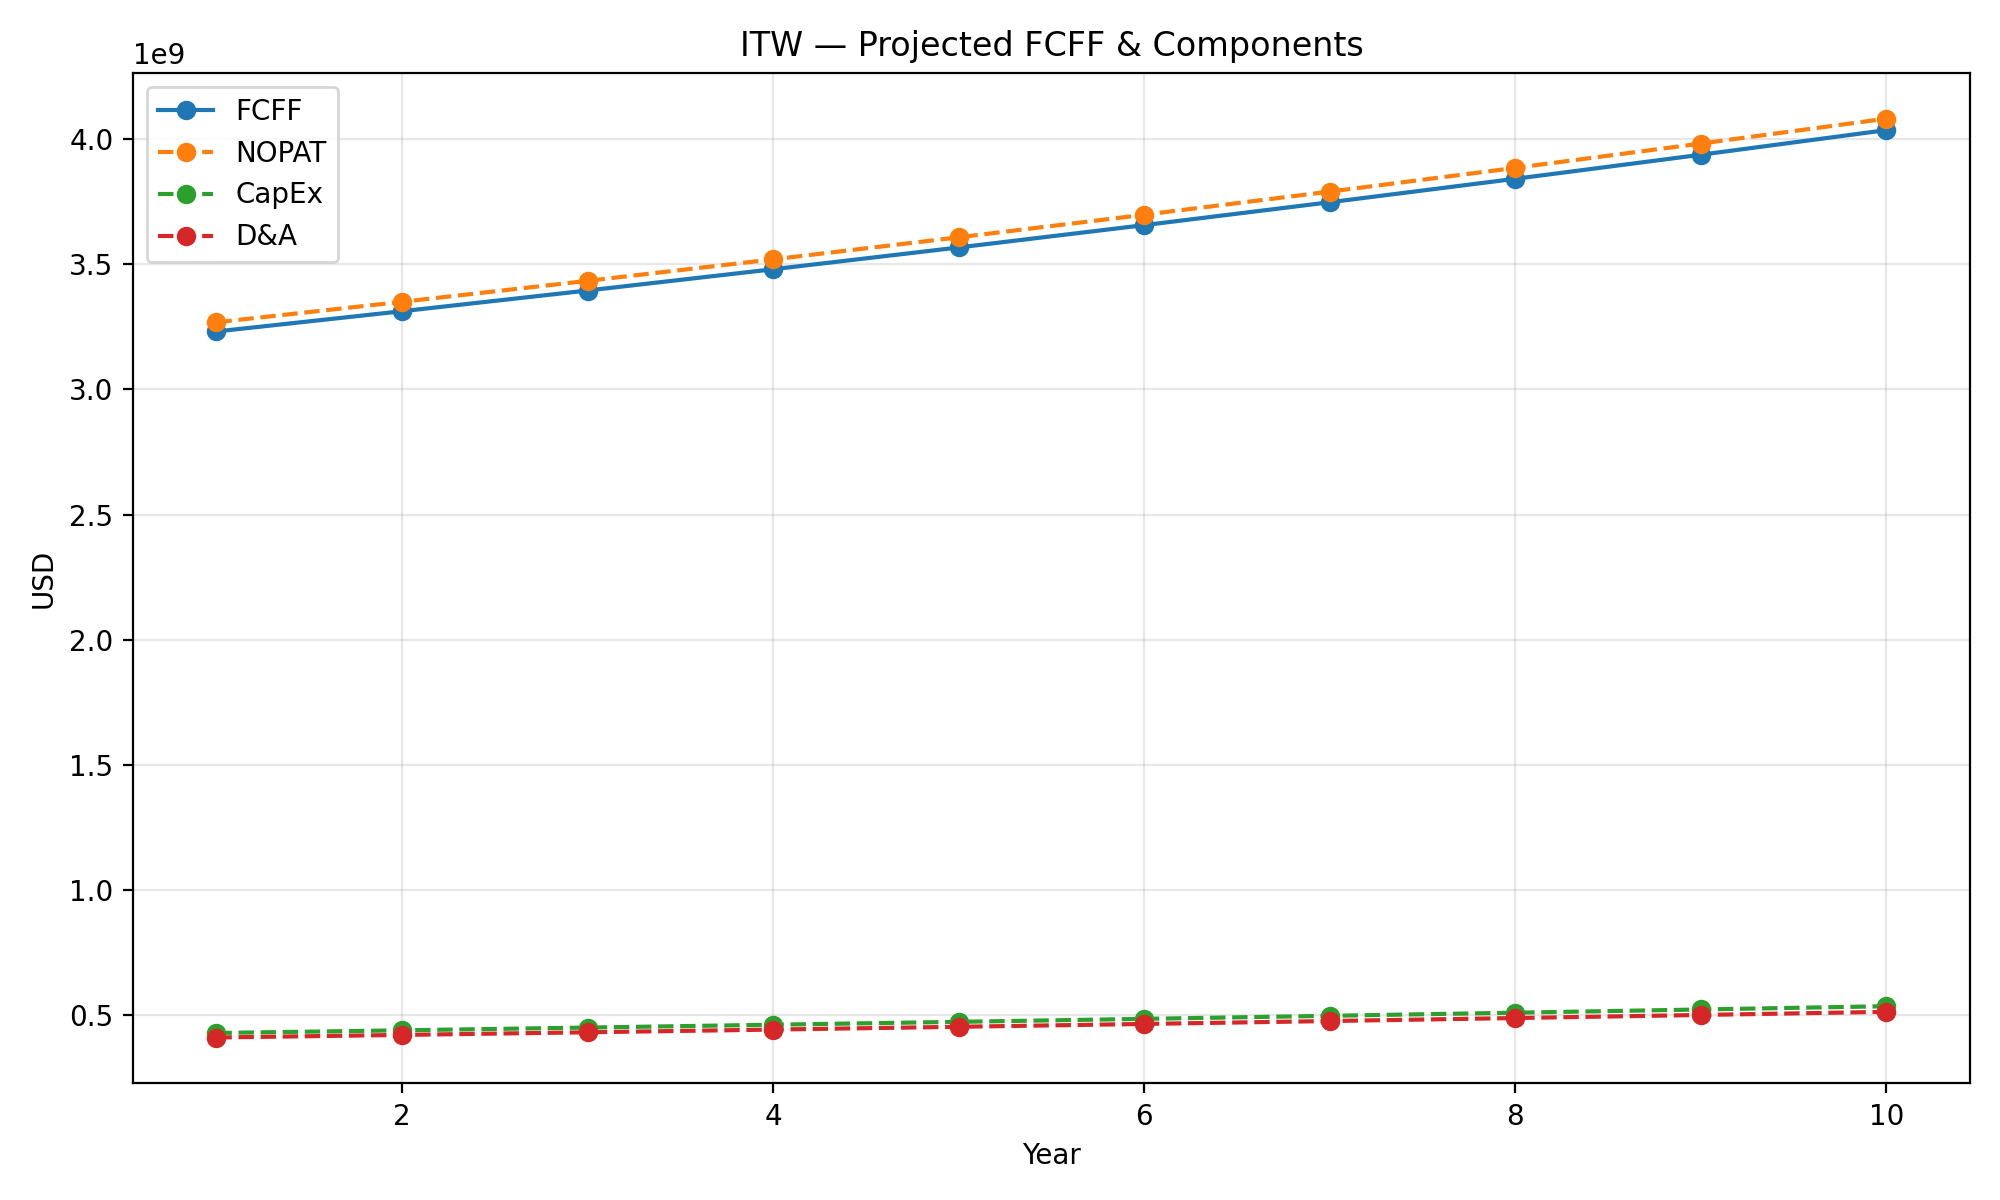 ITW — Projected FCFF & Components
1e9
FCFF
NOPAT
CapEx
D&A
4.0
3.5
3.0
2.5
2.0
1.5
1.0
0.5
USD
2 4 6 8 10
Year